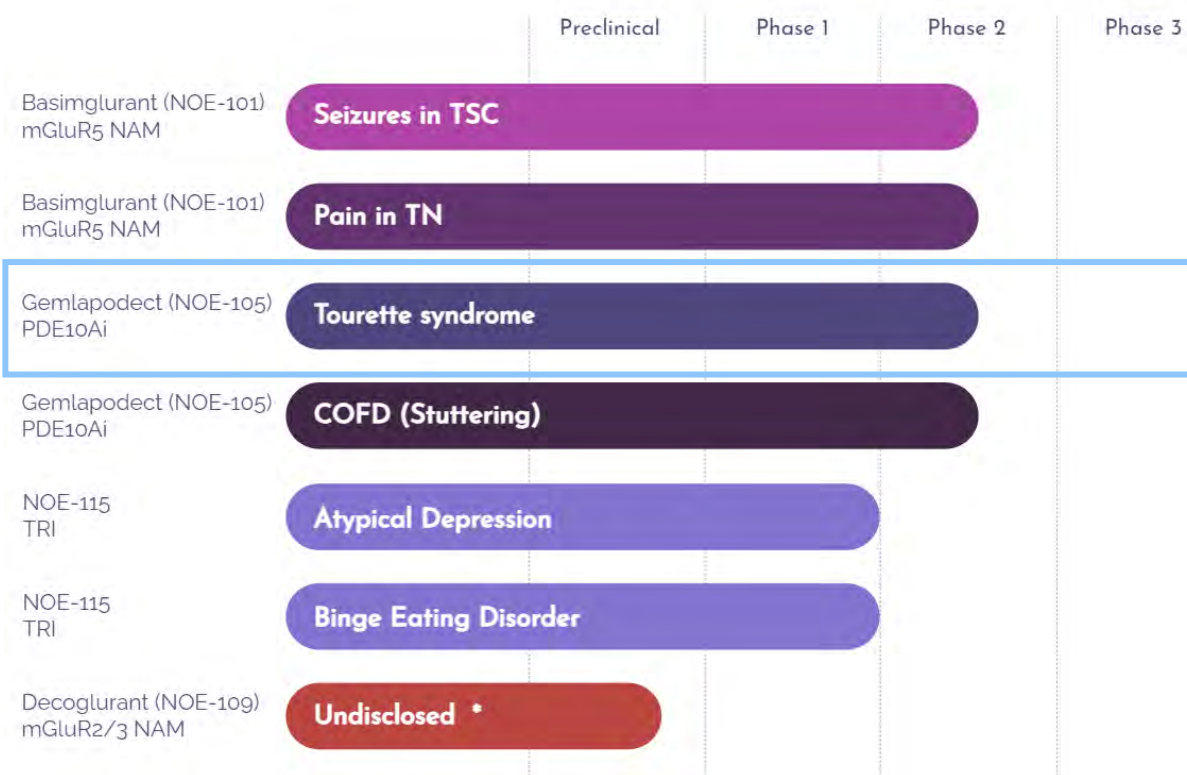 Preclinical Phase 1 Phase 2 Phase 3
Basimglurant (NOE-101)
mGluR5 NAM
Seizures in TSC
Basimglurant (NOE-101)
mGluR5 NAM
Pain in TN
Gemlapodect (NOE-105)
PDE10Ai
Tourette syndrome
Gemlapodect (NOE-105)
PDE10Ai
COFD (Stuttering)
NOE-115
TRI
Atypical Depression
NOE-115
TRI
Binge Eating Disorder
Decoglurant (NOE-109)
mGluR2/3 NAM
Undisclosed *